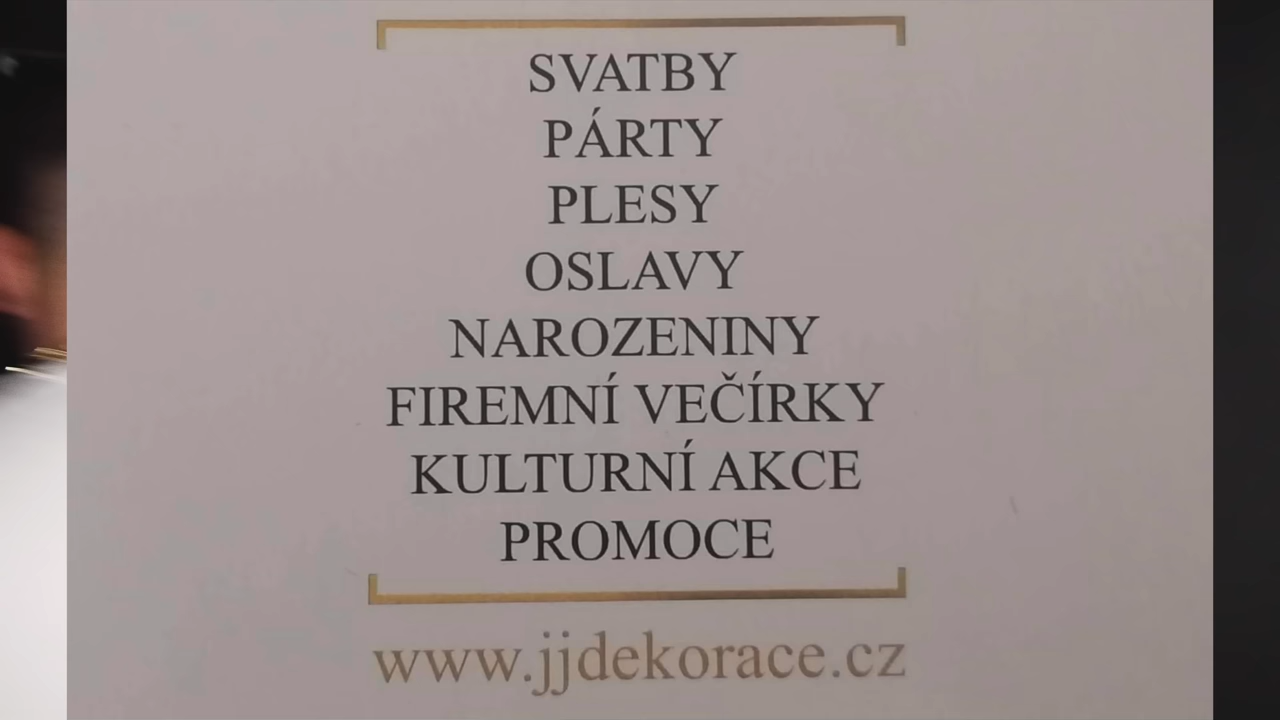 SVATBY
PÁRTY
PLESY
OSLAVY
NAROZENINY
FIREMNÍ VEČÍRKY
KULTURNÍ AKCE
PROMOCE
www.jjdekorace.cz